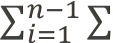 ∑_{i=1}^{n-1} ∑